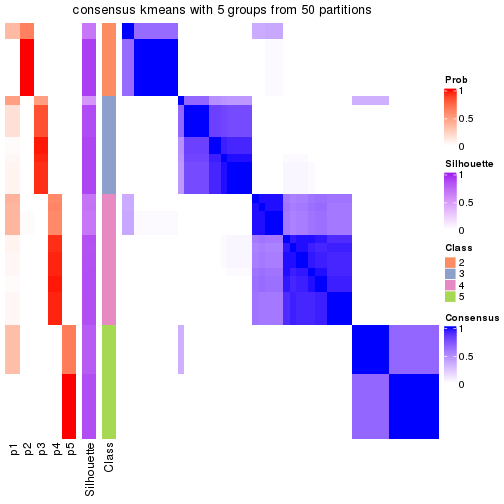 consensus kmeans with 5 groups from 50 partitions
Prob
1
0.5
0
Silhouette
1
0.5
0
Class
2
3
4
5
Consensus
1
0.5
0
p1
p2
p3
p4
p5
Silhouette
Class